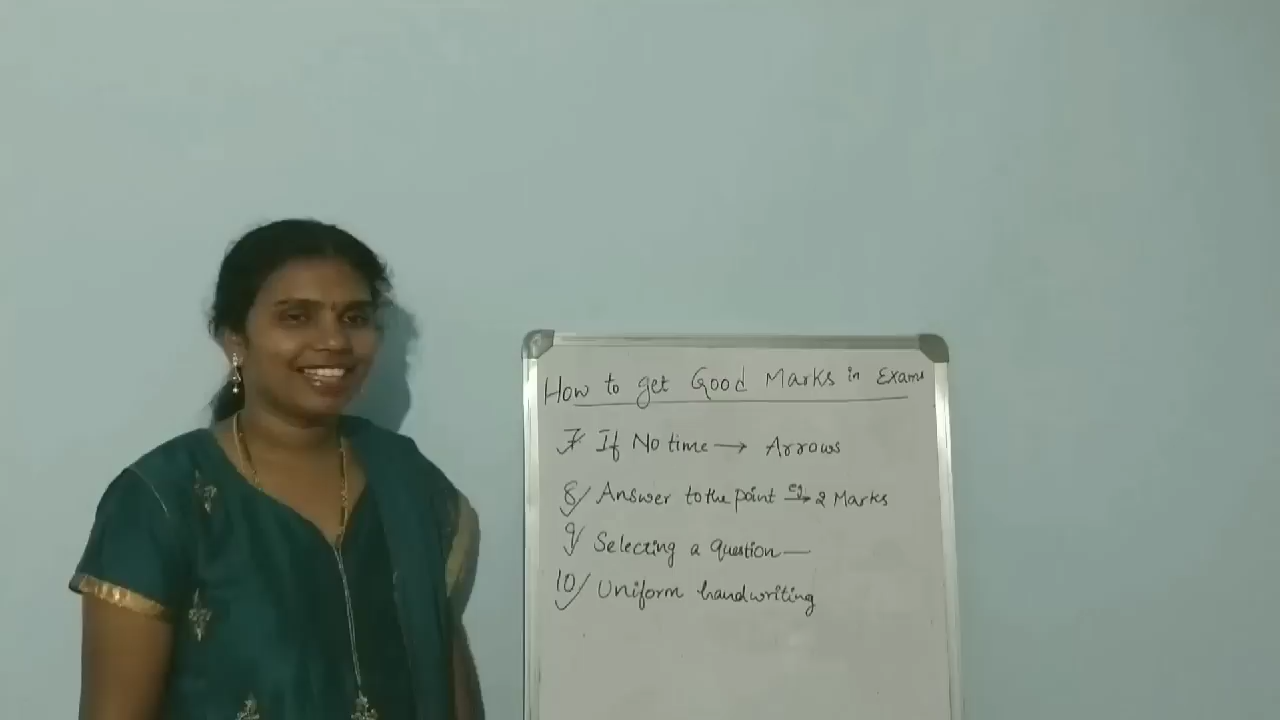 How to get Good Marks in Exams
7 If No time → Arrows
8 Answer to the point eg→ 2 Marks
9 Selecting a Question —
10 Uniform handwriting